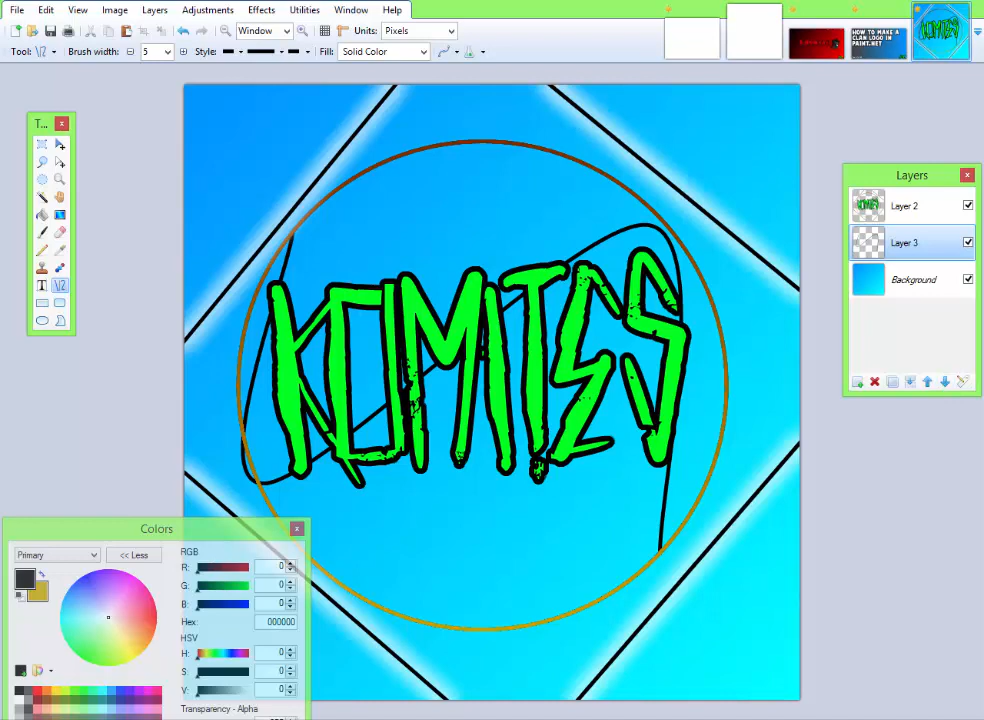 File Edit View Image Layers Adjustments Effects Utilities Window Help
Window Units: Pixels
Tool: Brush width: 5 Style: Fill: Solid Color
HOW TO MAKE A CLAN LOGO IN PAINT.NET
T...
Layers
Layer 2
Layer 3
Background
KOMITES
Colors
Primary << Less
RGB
R: 0
G: 0
B: 0
Hex: 000000
HSV
H: 0
S: 0
V: 0
Transparency - Alpha